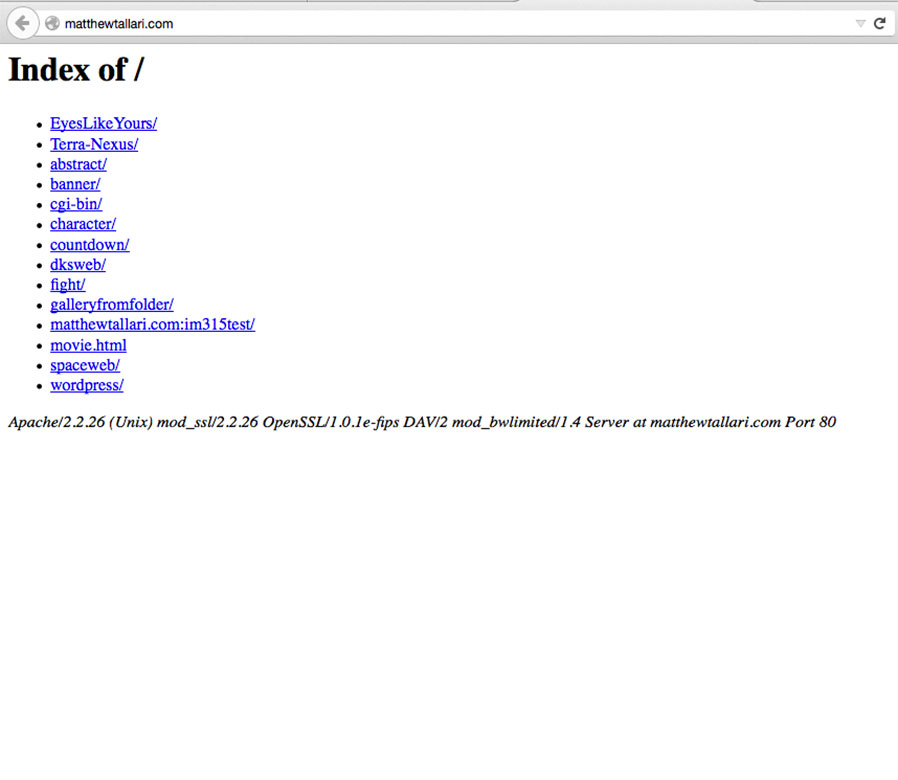 matthewtallari.com
Index of /
EyesLikeYours/
Terra-Nexus/
abstract/
banner/
cgi-bin/
character/
countdown/
dksweb/
fight/
galleryfromfolder/
matthewtallari.com:im315test/
movie.html
spaceweb/
wordpress/
Apache/2.2.26 (Unix) mod_ssl/2.2.26 OpenSSL/1.0.1e-fips DAV/2 mod_bwlimited/1.4 Server at matthewtallari.com Port 80